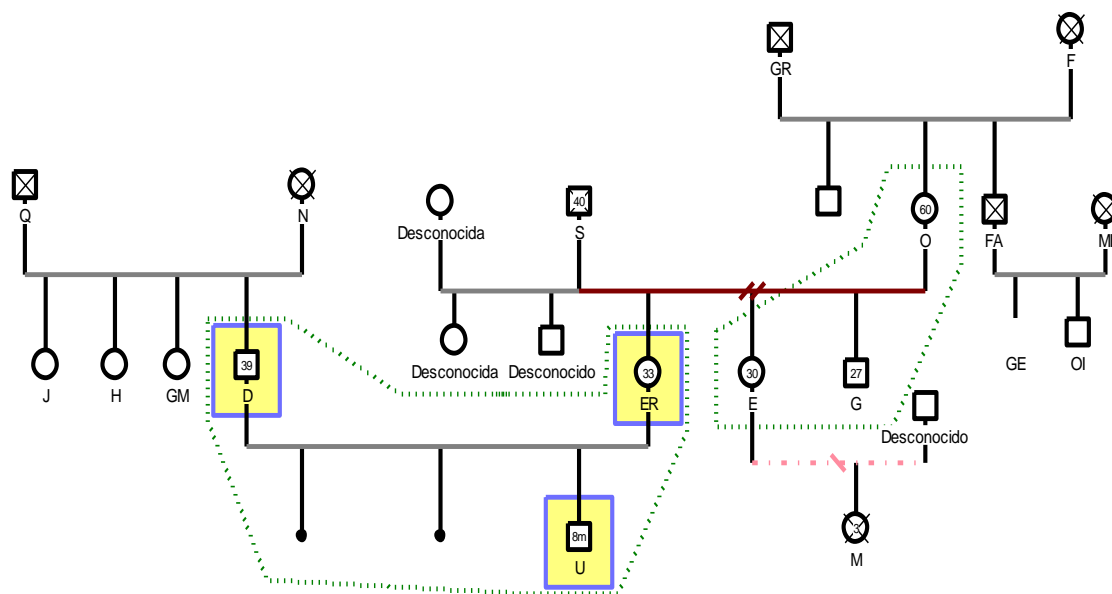 GR
F
Q
N
Desconocida
40
S
60
O
FA
MI
J
H
GM
39
D
Desconocida
Desconocido
33
ER
30
E
27
G
GE
OI
Desconocido
8m
U
3
M